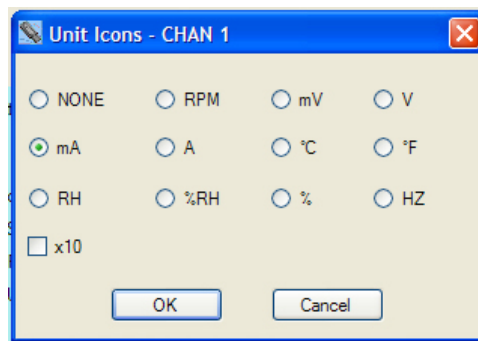 Unit Icons - CHAN 1
NONE RPM mV V
mA A °C °F
RH %RH % HZ
x10
OK Cancel